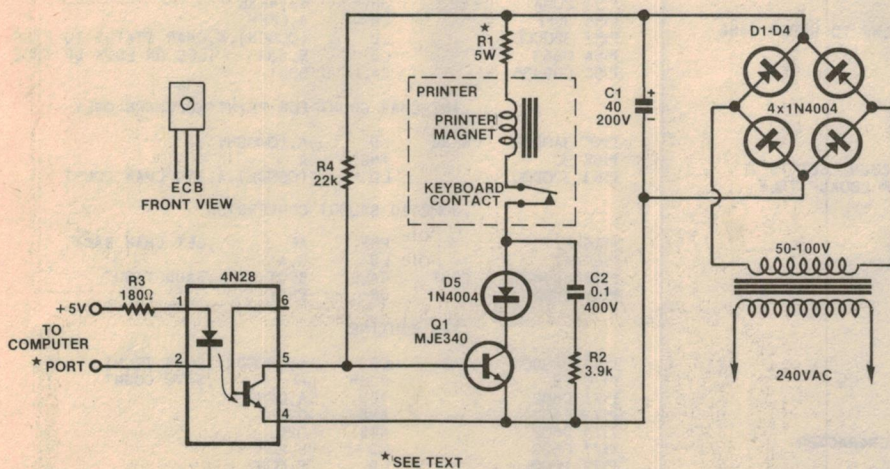 ★
R1
5W
D1-D4
PRINTER
PRINTER
MAGNET
C1
40
200V
+
−
4x1N4004
E C B
FRONT VIEW
R4
22k
KEYBOARD
CONTACT
50-100V
4N28
R3
180Ω
+5V
1
6
D5
1N4004
C2
0.1
400V
TO
COMPUTER
★ PORT
2
5
4
Q1
MJE340
R2
3.9k
240VAC
★SEE TEXT